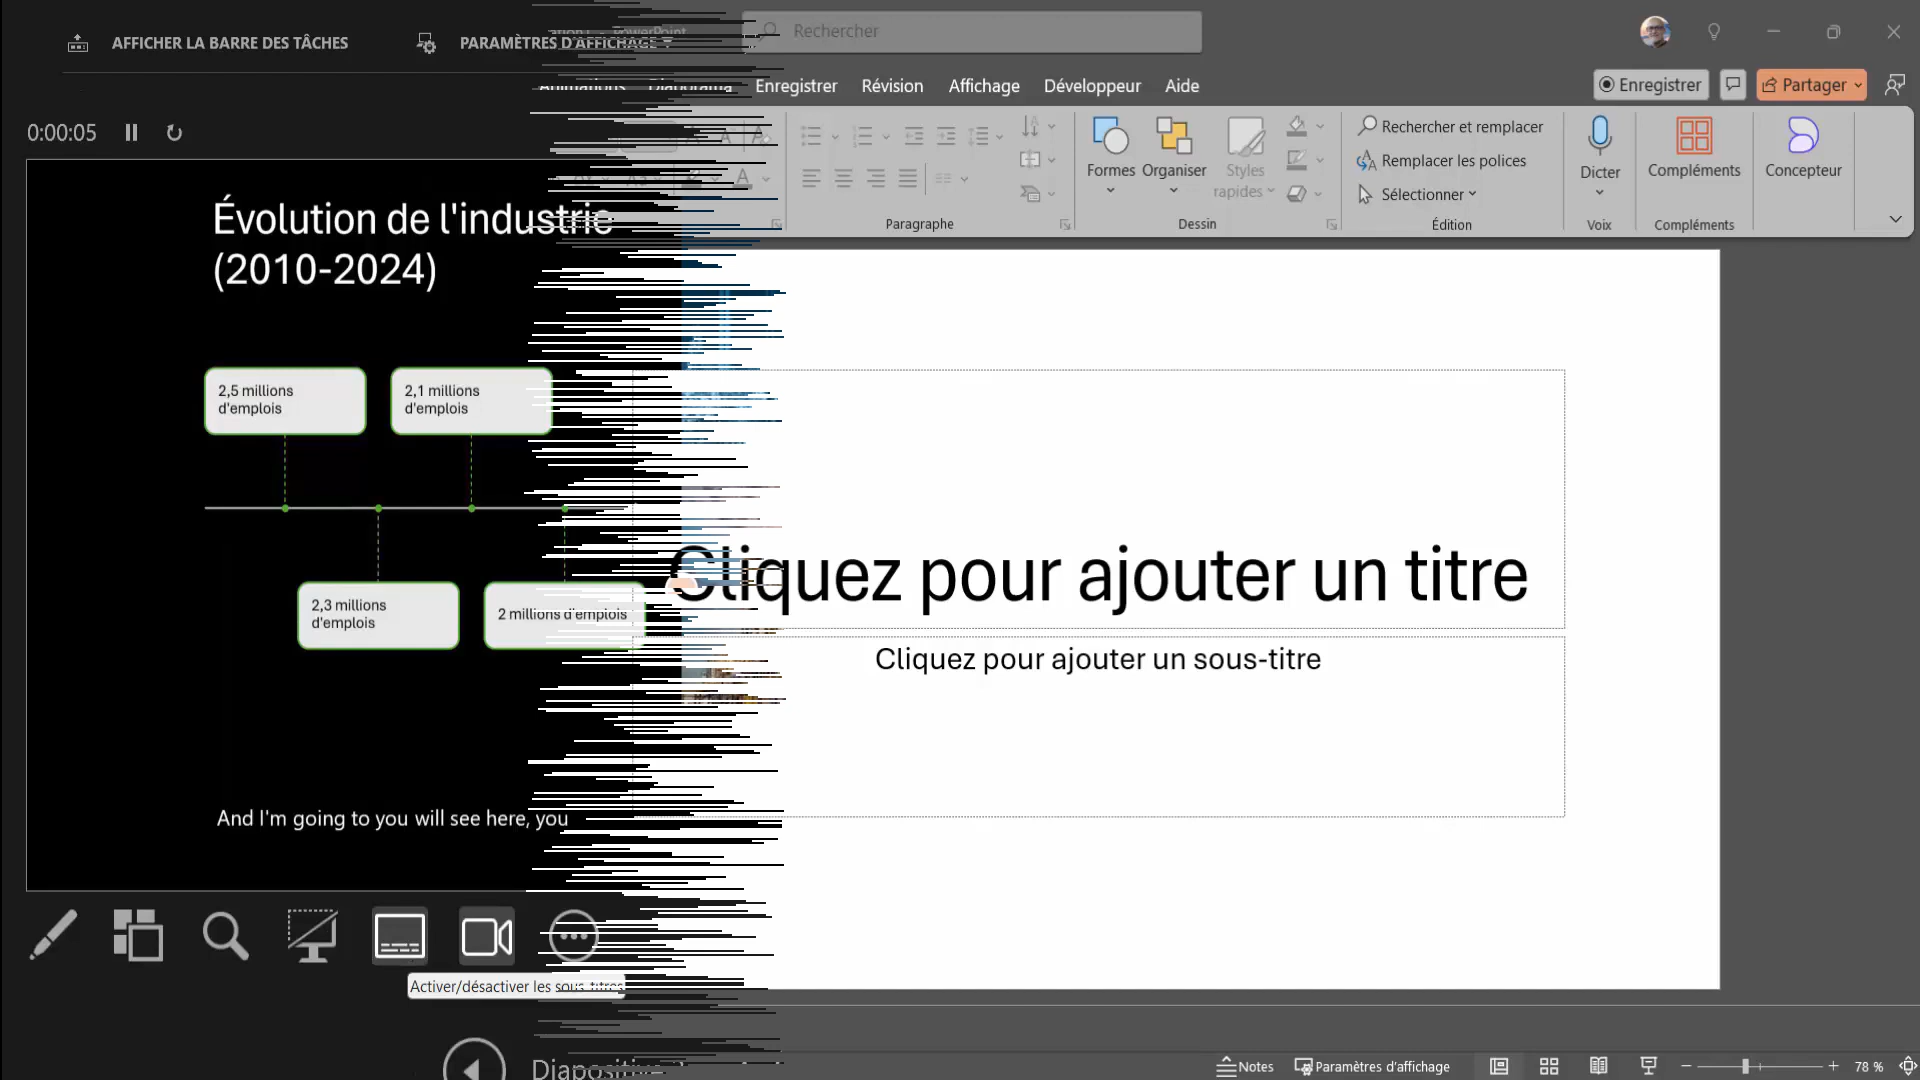 AFFICHER LA BARRE DES TÂCHES
PARAMÈTRES D'AFFICHAGE
PowerPoint
Rechercher
Animations Diaporama Enregistrer Révision Affichage Développeur Aide
Enregistrer
Partager
0:00:05
Formes
Organiser
Styles
rapides
Rechercher et remplacer
Remplacer les polices
Sélectionner
Dicter
Compléments
Concepteur
Paragraphe
Dessin
Édition
Voix
Compléments
Évolution de l'industrie
(2010-2024)
2,5 millions
d'emplois
2,1 millions
d'emplois
2,3 millions
d'emplois
2 millions d'emplois
Cliquez pour ajouter un titre
Cliquez pour ajouter un sous-titre
And I'm going to you will see here, you
Activer/désactiver les sous-titres
Diapositive
Notes
Paramètres d'affichage
78 %